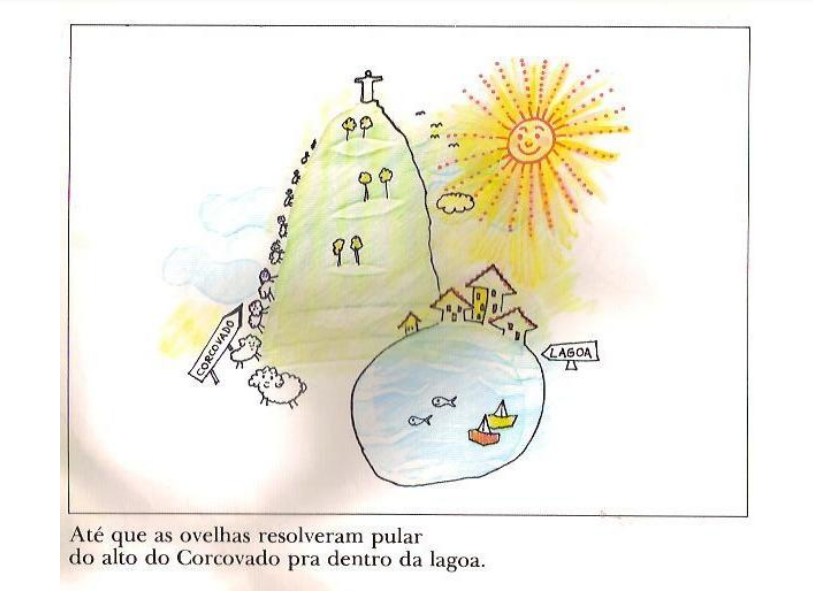 CORCOVADO
LAGOA
Até que as ovelhas resolveram pular
do alto do Corcovado pra dentro da lagoa.